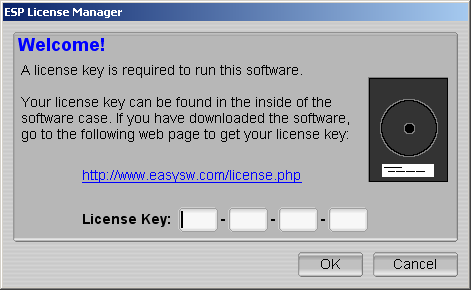 ESP License Manager
Welcome!
A license key is required to run this software.
Your license key can be found in the inside of the
software case. If you have downloaded the software,
go to the following web page to get your license key:
http://www.easysw.com/license.php
License Key: - - -
OK Cancel